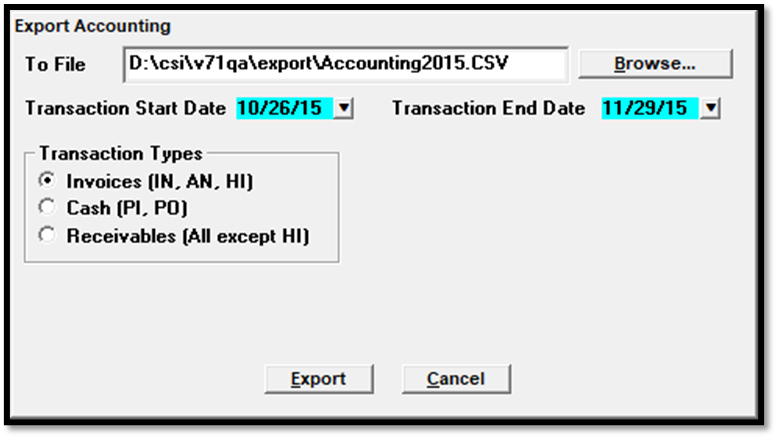 Export Accounting
To File D:\csi\v71qa\export\Accounting2015.CSV Browse...
Transaction Start Date 10/26/15 Transaction End Date 11/29/15
Transaction Types
Invoices (IN, AN, HI)
Cash (PI, PO)
Receivables (All except HI)
Export Cancel